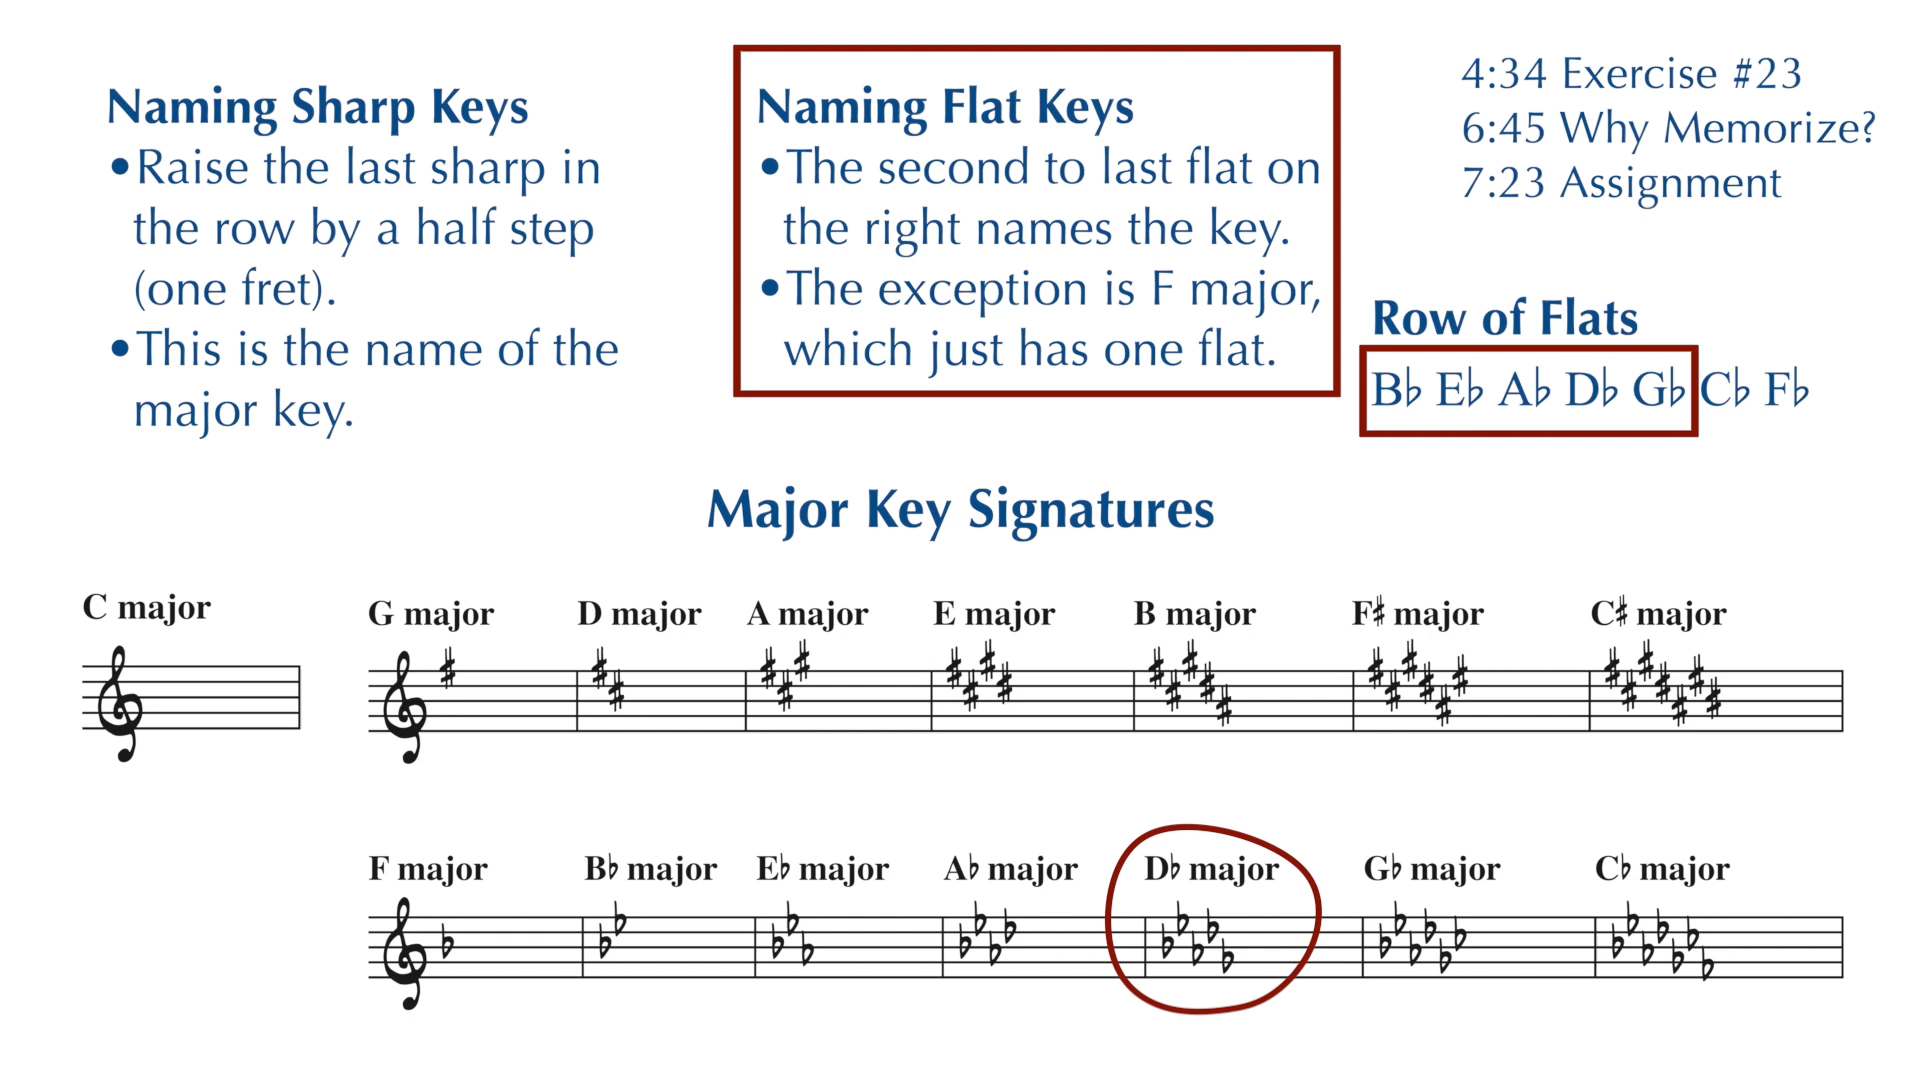 Naming Sharp Keys
•Raise the last sharp in
the row by a half step
(one fret).
•This is the name of the
major key.
Naming Flat Keys
•The second to last flat on
the right names the key.
•The exception is F major,
which just has one flat.
4:34 Exercise #23
6:45 Why Memorize?
7:23 Assignment
Row of Flats
B♭ E♭ A♭ D♭ G♭ C♭ F♭
Major Key Signatures
C major
G major
D major
A major
E major
B major
F♯ major
C♯ major
F major
B♭ major
E♭ major
A♭ major
D♭ major
G♭ major
C♭ major